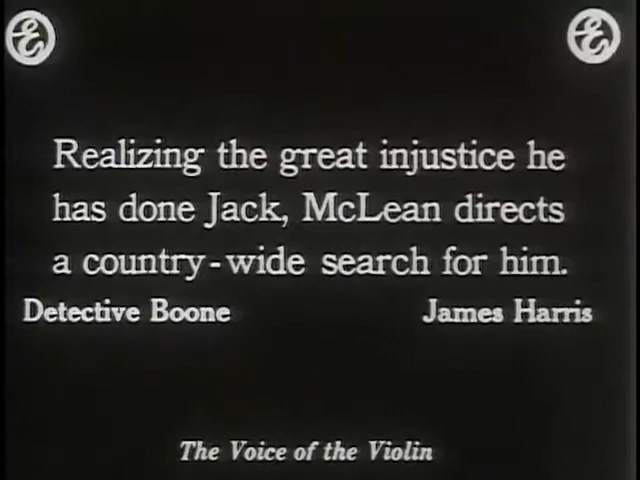 Realizing the great injustice he
has done Jack, McLean directs
a country-wide search for him.
Detective Boone James Harris
The Voice of the Violin